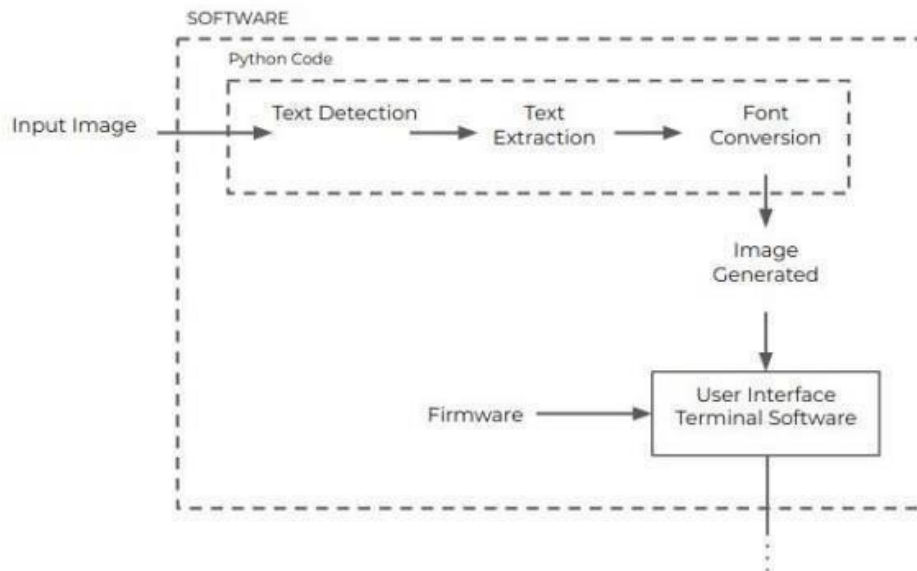 SOFTWARE
Python Code
Input Image
Text Detection
Text
Extraction
Font
Conversion
Image
Generated
Firmware
User Interface
Terminal Software